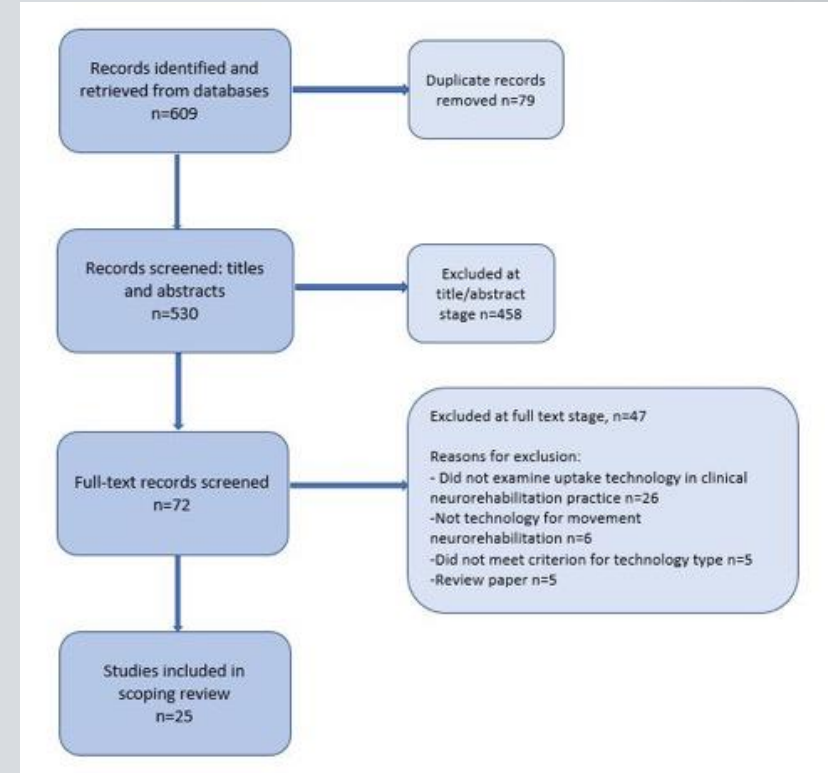 Records identified and
retrieved from databases
n=609
Duplicate records
removed n=79
Records screened: titles
and abstracts
n=530
Excluded at
title/abstract
stage n=458
Full-text records screened
n=72
Excluded at full text stage, n=47
Reasons for exclusion:
- Did not examine uptake technology in clinical
neurorehabilitation practice n=26
-Not technology for movement
neurorehabilitation n=6
-Did not meet criterion for technology type n=5
-Review paper n=5
Studies included in
scoping review
n=25